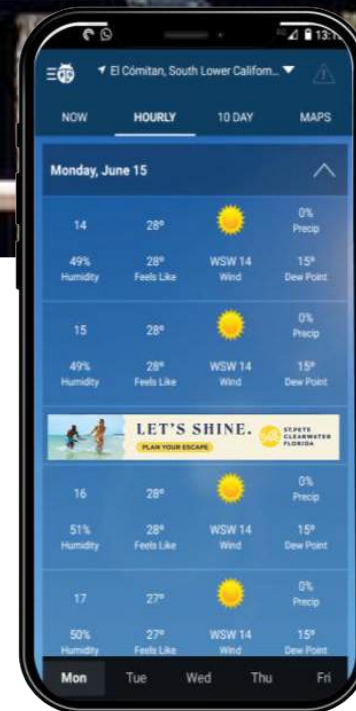 13:1
El Cómitan, South Lower Californ...
NOW HOURLY 10 DAY MAPS
Monday, June 15
14 28° 0%
Precip
49% 28° WSW 14 15°
Humidity Feels Like Wind Dew Point
15 28° 0%
Precip
49% 28° WSW 14 15°
Humidity Feels Like Wind Dew Point
LET'S SHINE.
PLAN YOUR ESCAPE
ST.PETE
CLEARWATER
FLORIDA
16 28° 0%
Precip
51% 28° WSW 14 15°
Humidity Feels Like Wind Dew Point
17 27° 0%
Precip
50% 27° WSW 14 15°
Humidity Feels Like Wind Dew Point
Mon Tue Wed Thu Fri